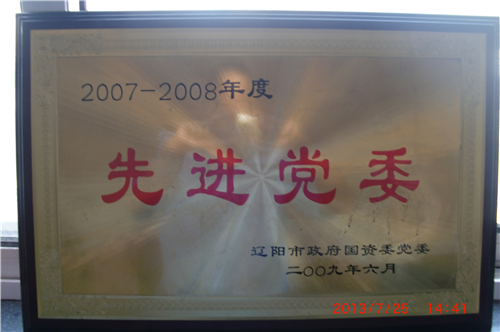 2007-2008年度
先进党委
辽阳市政府国资委党委
二〇〇九年六月
2013/7/25 14:41